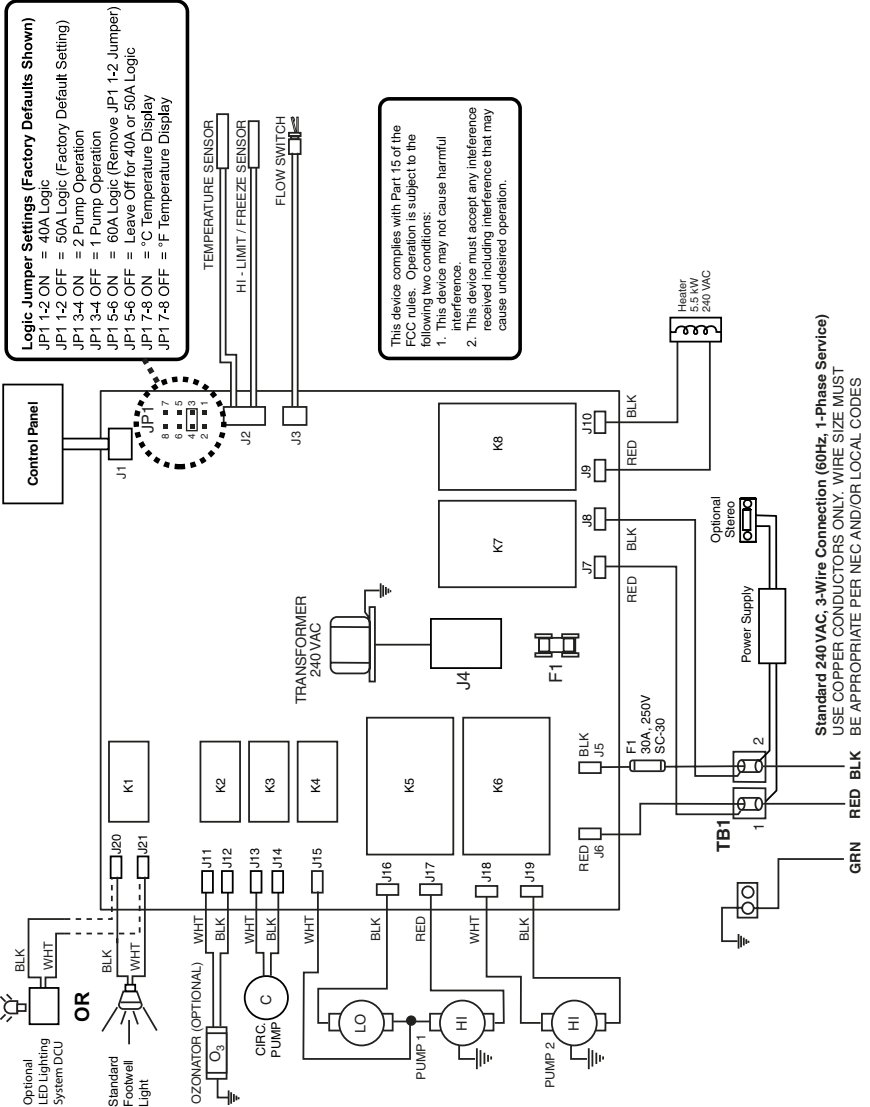 Logic Jumper Settings (Factory Defaults Shown)
JP1 1-2 ON = 40A Logic
JP1 1-2 OFF = 50A Logic (Factory Default Setting)
JP1 3-4 ON = 2 Pump Operation
JP1 3-4 OFF = 1 Pump Operation
JP1 5-6 ON = 60A Logic (Remove JP1 1-2 Jumper)
JP1 5-6 OFF = Leave Off for 40A or 50A Logic
JP1 7-8 ON = °C Temperature Display
JP1 7-8 OFF = °F Temperature Display
Control Panel
J1
JP1
8 7
6 5
4 3
2 1
J2
J3
TEMPERATURE SENSOR
HI - LIMIT / FREEZE SENSOR
FLOW SWITCH
This device complies with Part 15 of the
FCC rules. Operation is subject to the
following two conditions:
1. This device may not cause harmful
interference.
2. This device must accept any interference
received including interference that may
cause undesired operation.
Heater
5.5 kW
240 VAC
K8
J10
BLK
J9
RED
K7
J8
BLK
J7
RED
TRANSFORMER
240 VAC
J4
F1
Optional
Stereo
Power Supply
K1
K2
K3
K4
K5
K6
BLK
J5
F1
30A, 250V
SC-30
RED
J6
TB1
1
2
GRN
RED
BLK
Standard 240 VAC, 3-Wire Connection (60Hz, 1-Phase Service)
USE COPPER CONDUCTORS ONLY. WIRE SIZE MUST
BE APPROPRIATE PER NEC AND/OR LOCAL CODES
J20
J21
J11
J12
J13
J14
J15
J16
J17
J18
J19
BLK
WHT
BLK
WHT
WHT
BLK
WHT
BLK
WHT
BLK
RED
WHT
BLK
Optional
LED Lighting
System DCU
OR
Standard
Footwell
Light
OZONATOR (OPTIONAL)
O3
CIRC.
PUMP
C
LO
HI
PUMP 1
HI
PUMP 2